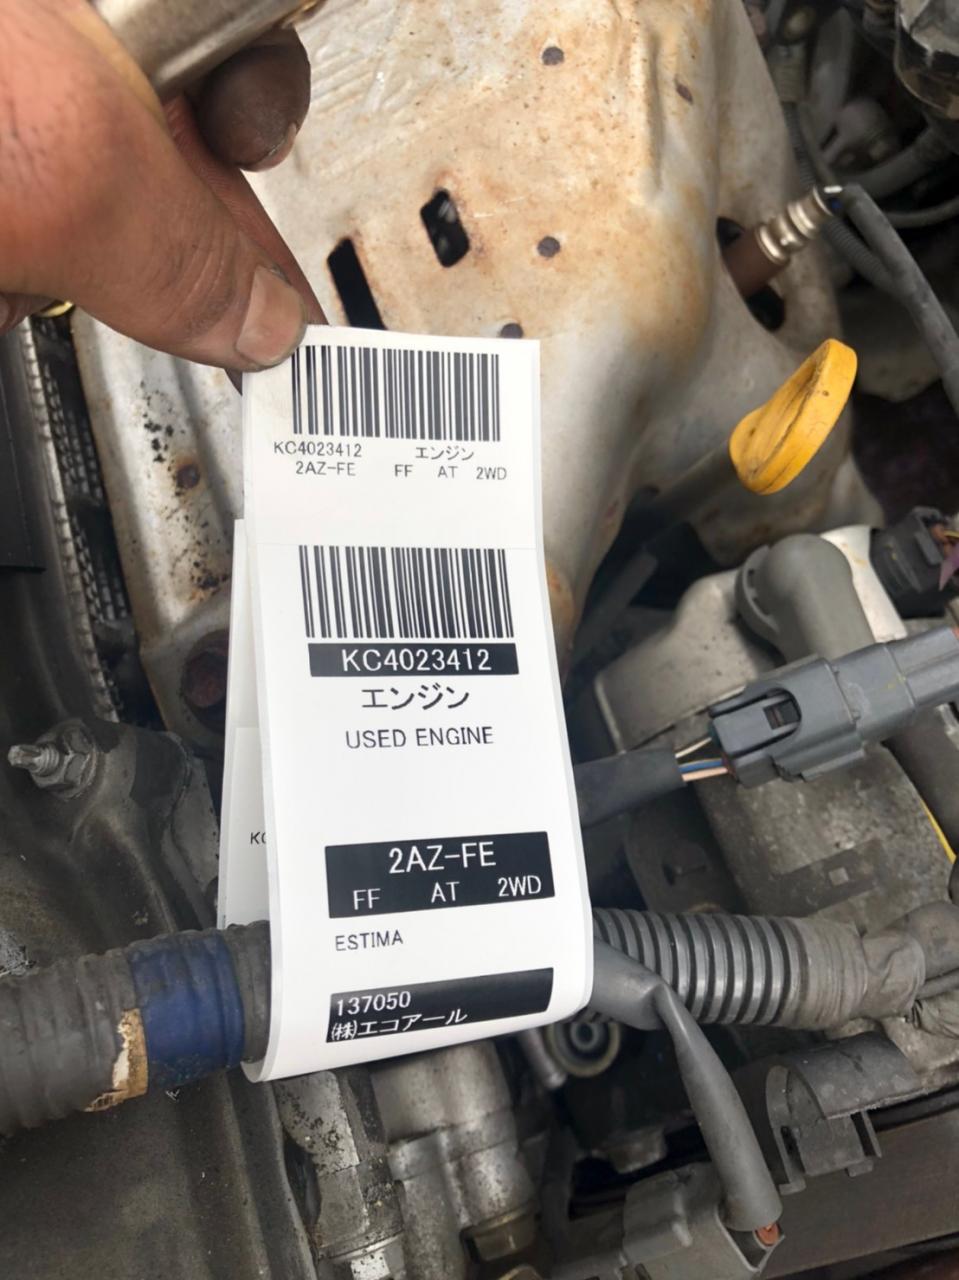 KC4023412 エンジン
2AZ-FE FF AT 2WD
KC4023412
エンジン
USED ENGINE
2AZ-FE
FF AT 2WD
ESTIMA
137050
㈱エコアール
KC